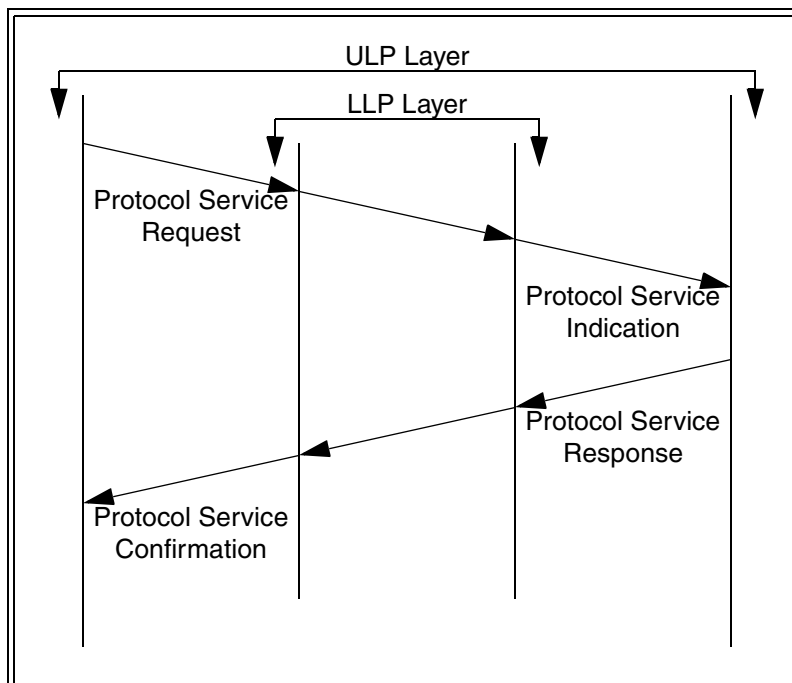 ULP Layer
LLP Layer
Protocol Service
Request
Protocol Service
Indication
Protocol Service
Response
Protocol Service
Confirmation